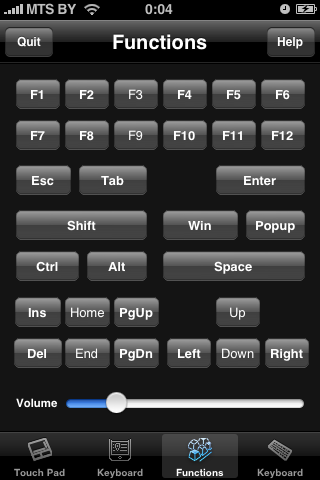 MTS BY 0:04
Quit Functions Help
F1 F2 F3 F4 F5 F6
F7 F8 F9 F10 F11 F12
Esc Tab Enter
Shift Win Popup
Ctrl Alt Space
Ins Home PgUp Up
Del End PgDn Left Down Right
Volume
Touch Pad Keyboard Functions Keyboard